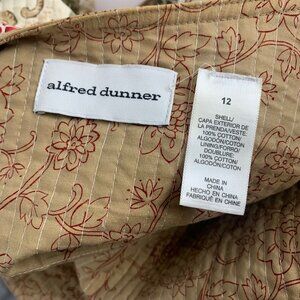 alfred dunner
12
SHELL/
CAPA EXTERIOR DE
LA PRENDA/VESTE:
100% COTTON/
ALGODÓN/COTON
LINING/FORRO/
DOUBLURE:
100% COTTON/
ALGODÓN/COTON
MADE IN
CHINA
HECHO EN CHINA
FABRIQUÉ EN CHINE